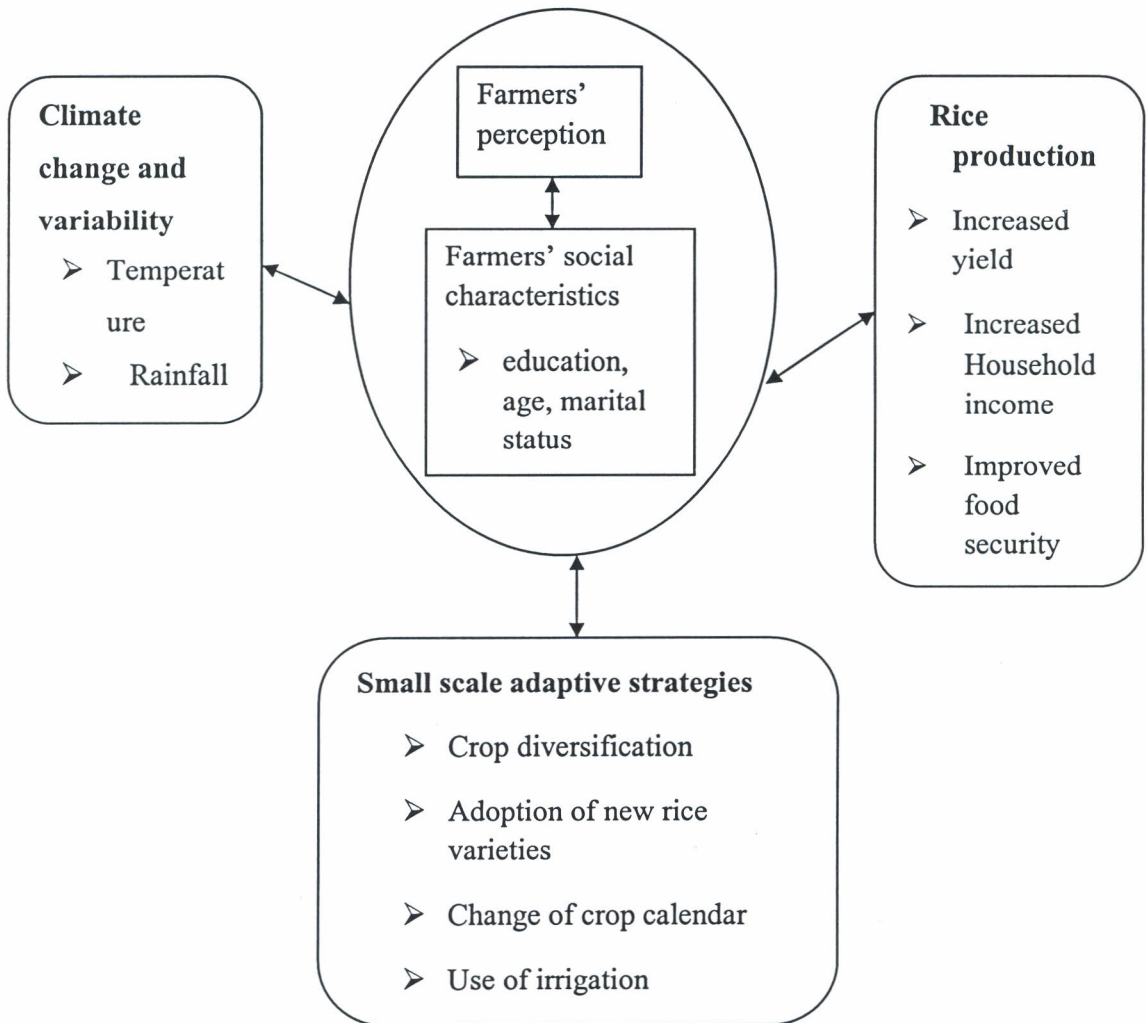 Climate
change and
variability
➢ Temperat
ure
➢ Rainfall
Farmers’
perception
Farmers’ social
characteristics
➢ education,
age, marital
status
Rice
production
➢ Increased
yield
➢ Increased
Household
income
➢ Improved
food
security
Small scale adaptive strategies
➢ Crop diversification
➢ Adoption of new rice
varieties
➢ Change of crop calendar
➢ Use of irrigation